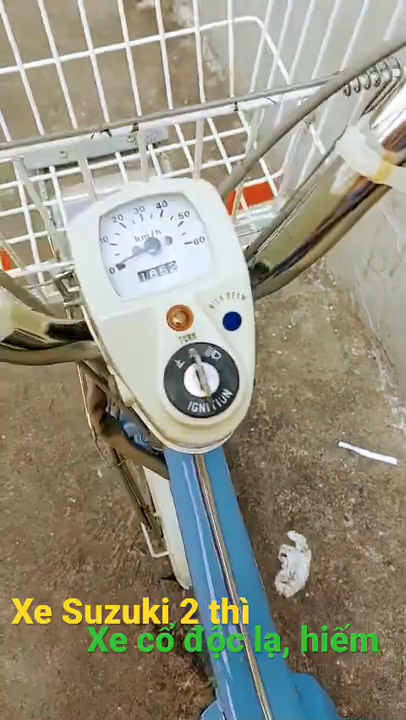 20 30 40 50
10 60
0
km/h
1852
HIGH BEAM
TURN
IGNITION
Xe Suzuki 2 thì
Xe cổ độc lạ, hiếm